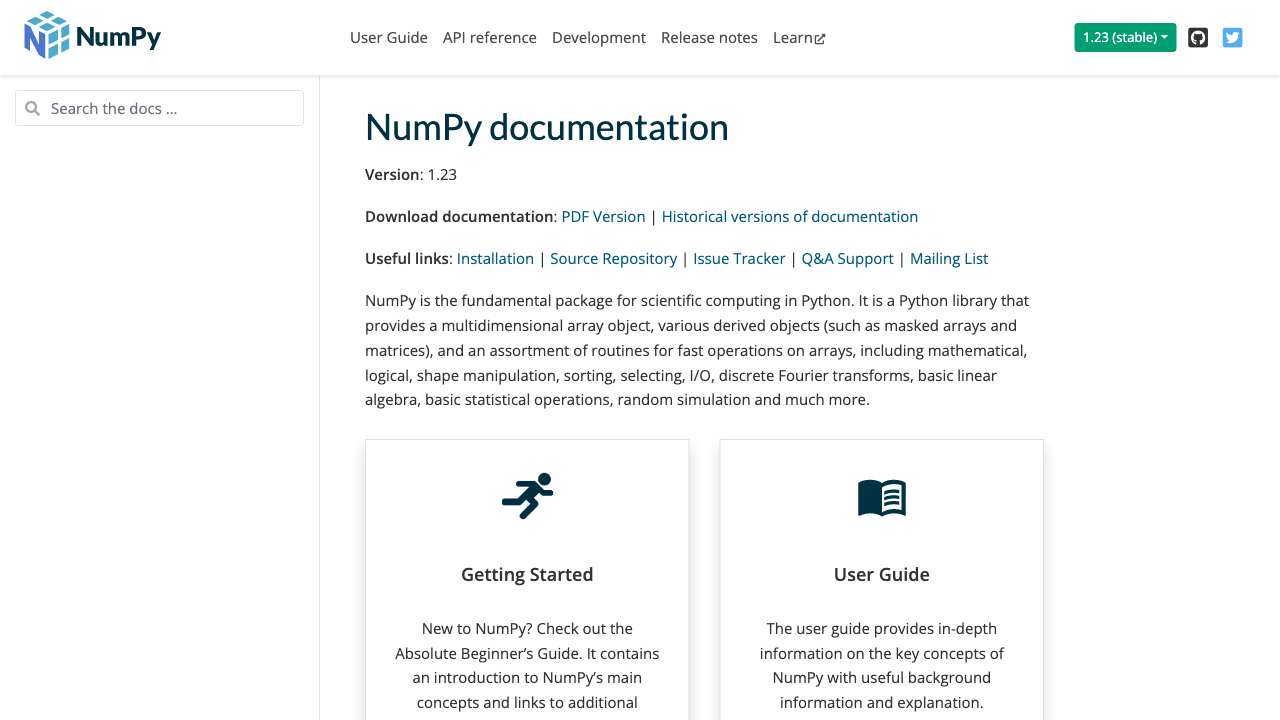 NumPy
User Guide API reference Development Release notes Learn
1.23 (stable)
Search the docs ...
NumPy documentation
Version: 1.23
Download documentation: PDF Version | Historical versions of documentation
Useful links: Installation | Source Repository | Issue Tracker | Q&A Support | Mailing List
NumPy is the fundamental package for scientific computing in Python. It is a Python library that
provides a multidimensional array object, various derived objects (such as masked arrays and
matrices), and an assortment of routines for fast operations on arrays, including mathematical,
logical, shape manipulation, sorting, selecting, I/O, discrete Fourier transforms, basic linear
algebra, basic statistical operations, random simulation and much more.
Getting Started
New to NumPy? Check out the
Absolute Beginner’s Guide. It contains
an introduction to NumPy’s main
concepts and links to additional
User Guide
The user guide provides in-depth
information on the key concepts of
NumPy with useful background
information and explanation.